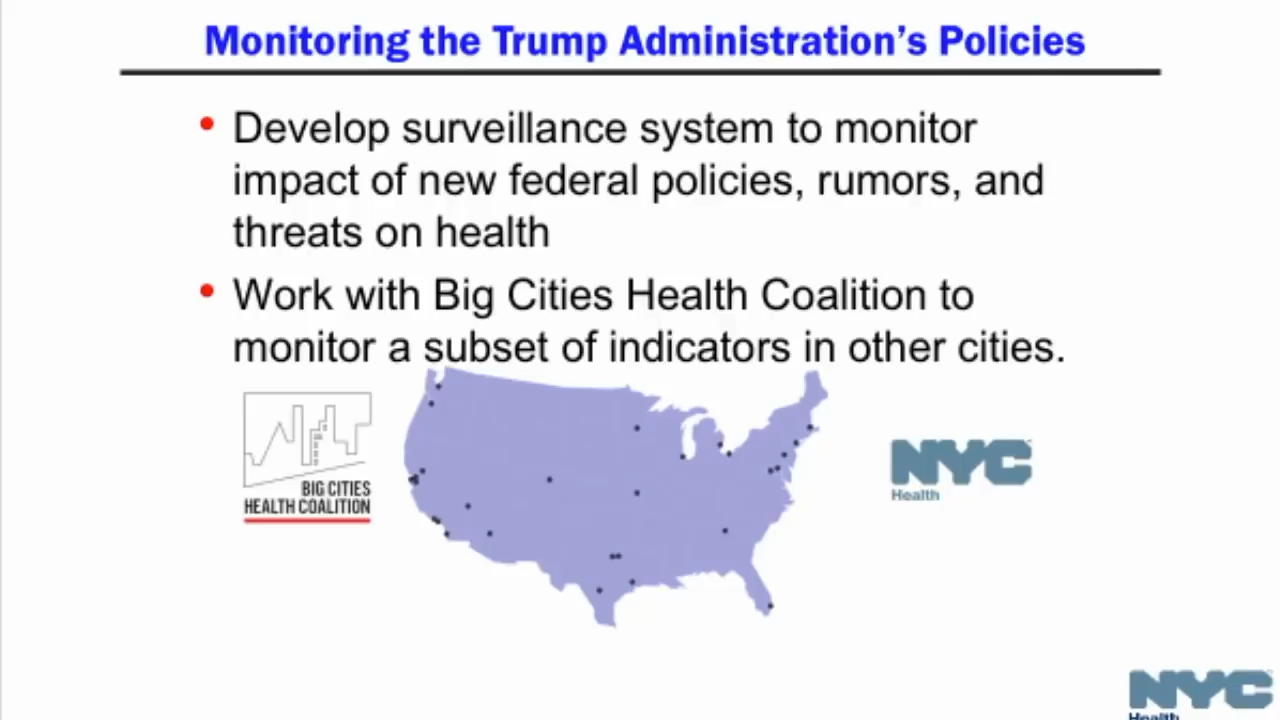 Monitoring the Trump Administration's Policies
• Develop surveillance system to monitor
impact of new federal policies, rumors, and
threats on health
• Work with Big Cities Health Coalition to
monitor a subset of indicators in other cities.
BIG CITIES
HEALTH COALITION
NYC
Health
NYC
Health